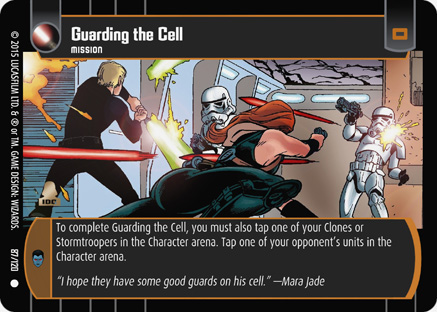 Guarding the Cell
MISSION
0
To complete Guarding the Cell, you must also tap one of your Clones or
Stormtroopers in the Character arena. Tap one of your opponent's units in the
Character arena.
"I hope they have some good guards on his cell." –Mara Jade
© 2015 LUCASFILM LTD. & ® or TM. GAME DESIGN: WIZARDS.
87/120
IDC